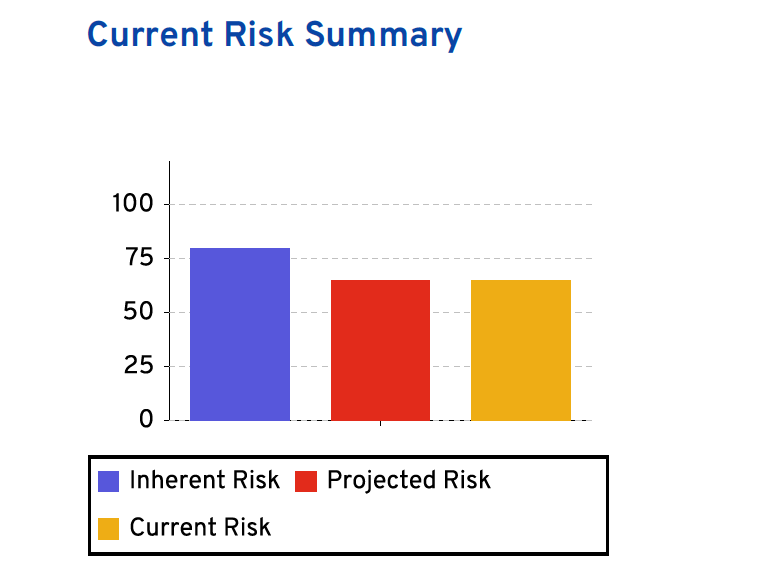 Current Risk Summary
100
75
50
25
0
Inherent Risk Projected Risk
Current Risk